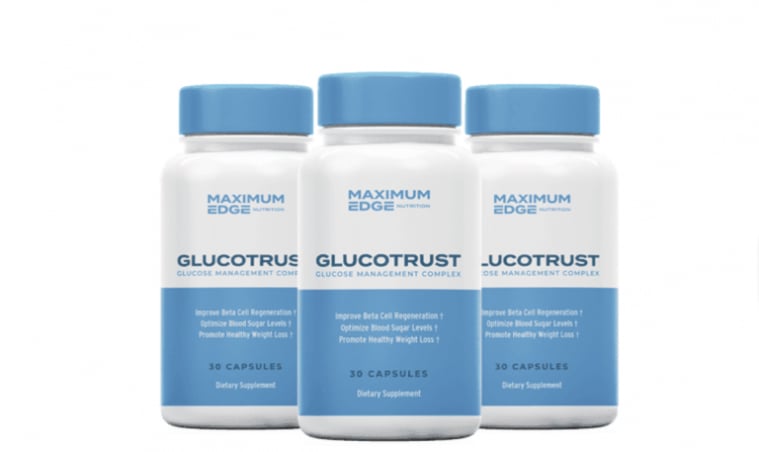 MAXIMUM
EDGE NUTRITION
GLUCOTRUS
GLUCOSE MANAGEMENT
Improve Beta Cell Regeneration †
Optimize Blood Sugar Levels †
Promote Healthy Weight Loss †
30 CAPSULES
Dietary Supplement
MAXIMUM
EDGE NUTRITION
GLUCOTRUST
GLUCOSE MANAGEMENT COMPLEX
Improve Beta Cell Regeneration †
Optimize Blood Sugar Levels †
Promote Healthy Weight Loss †
30 CAPSULES
Dietary Supplement
MAXIMUM
EDGE NUTRITION
LUCOTRUST
MANAGEMENT COMPLEX
Improve Beta Cell Regeneration †
Optimize Blood Sugar Levels †
Promote Healthy Weight Loss †
30 CAPSULES
Dietary Supplement